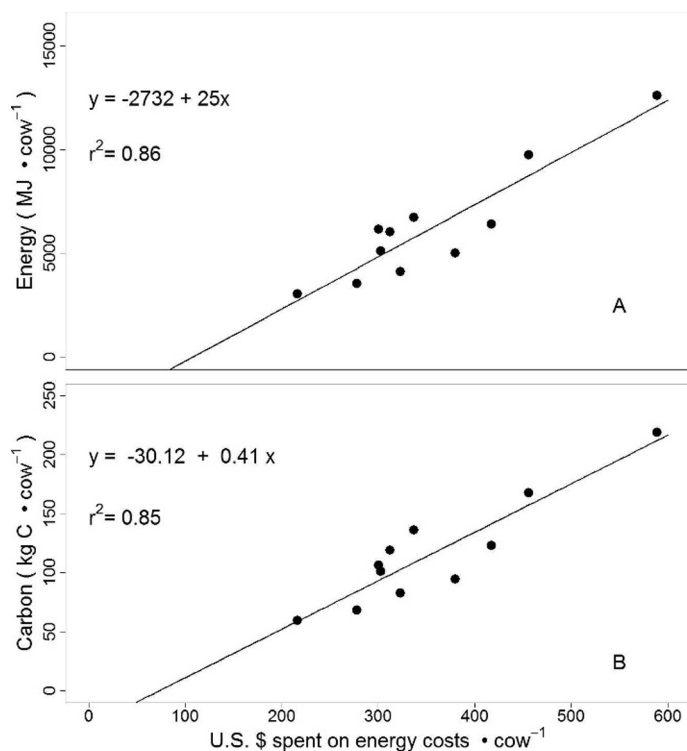 15000
10000
5000
0
Energy ( MJ • cow⁻¹ )
y = -2732 + 25x
r²= 0.86
A
250
200
150
100
50
0
Carbon ( kg C • cow⁻¹ )
y = -30.12 + 0.41 x
r²= 0.85
B
0 100 200 300 400 500 600
U.S. $ spent on energy costs • cow⁻¹